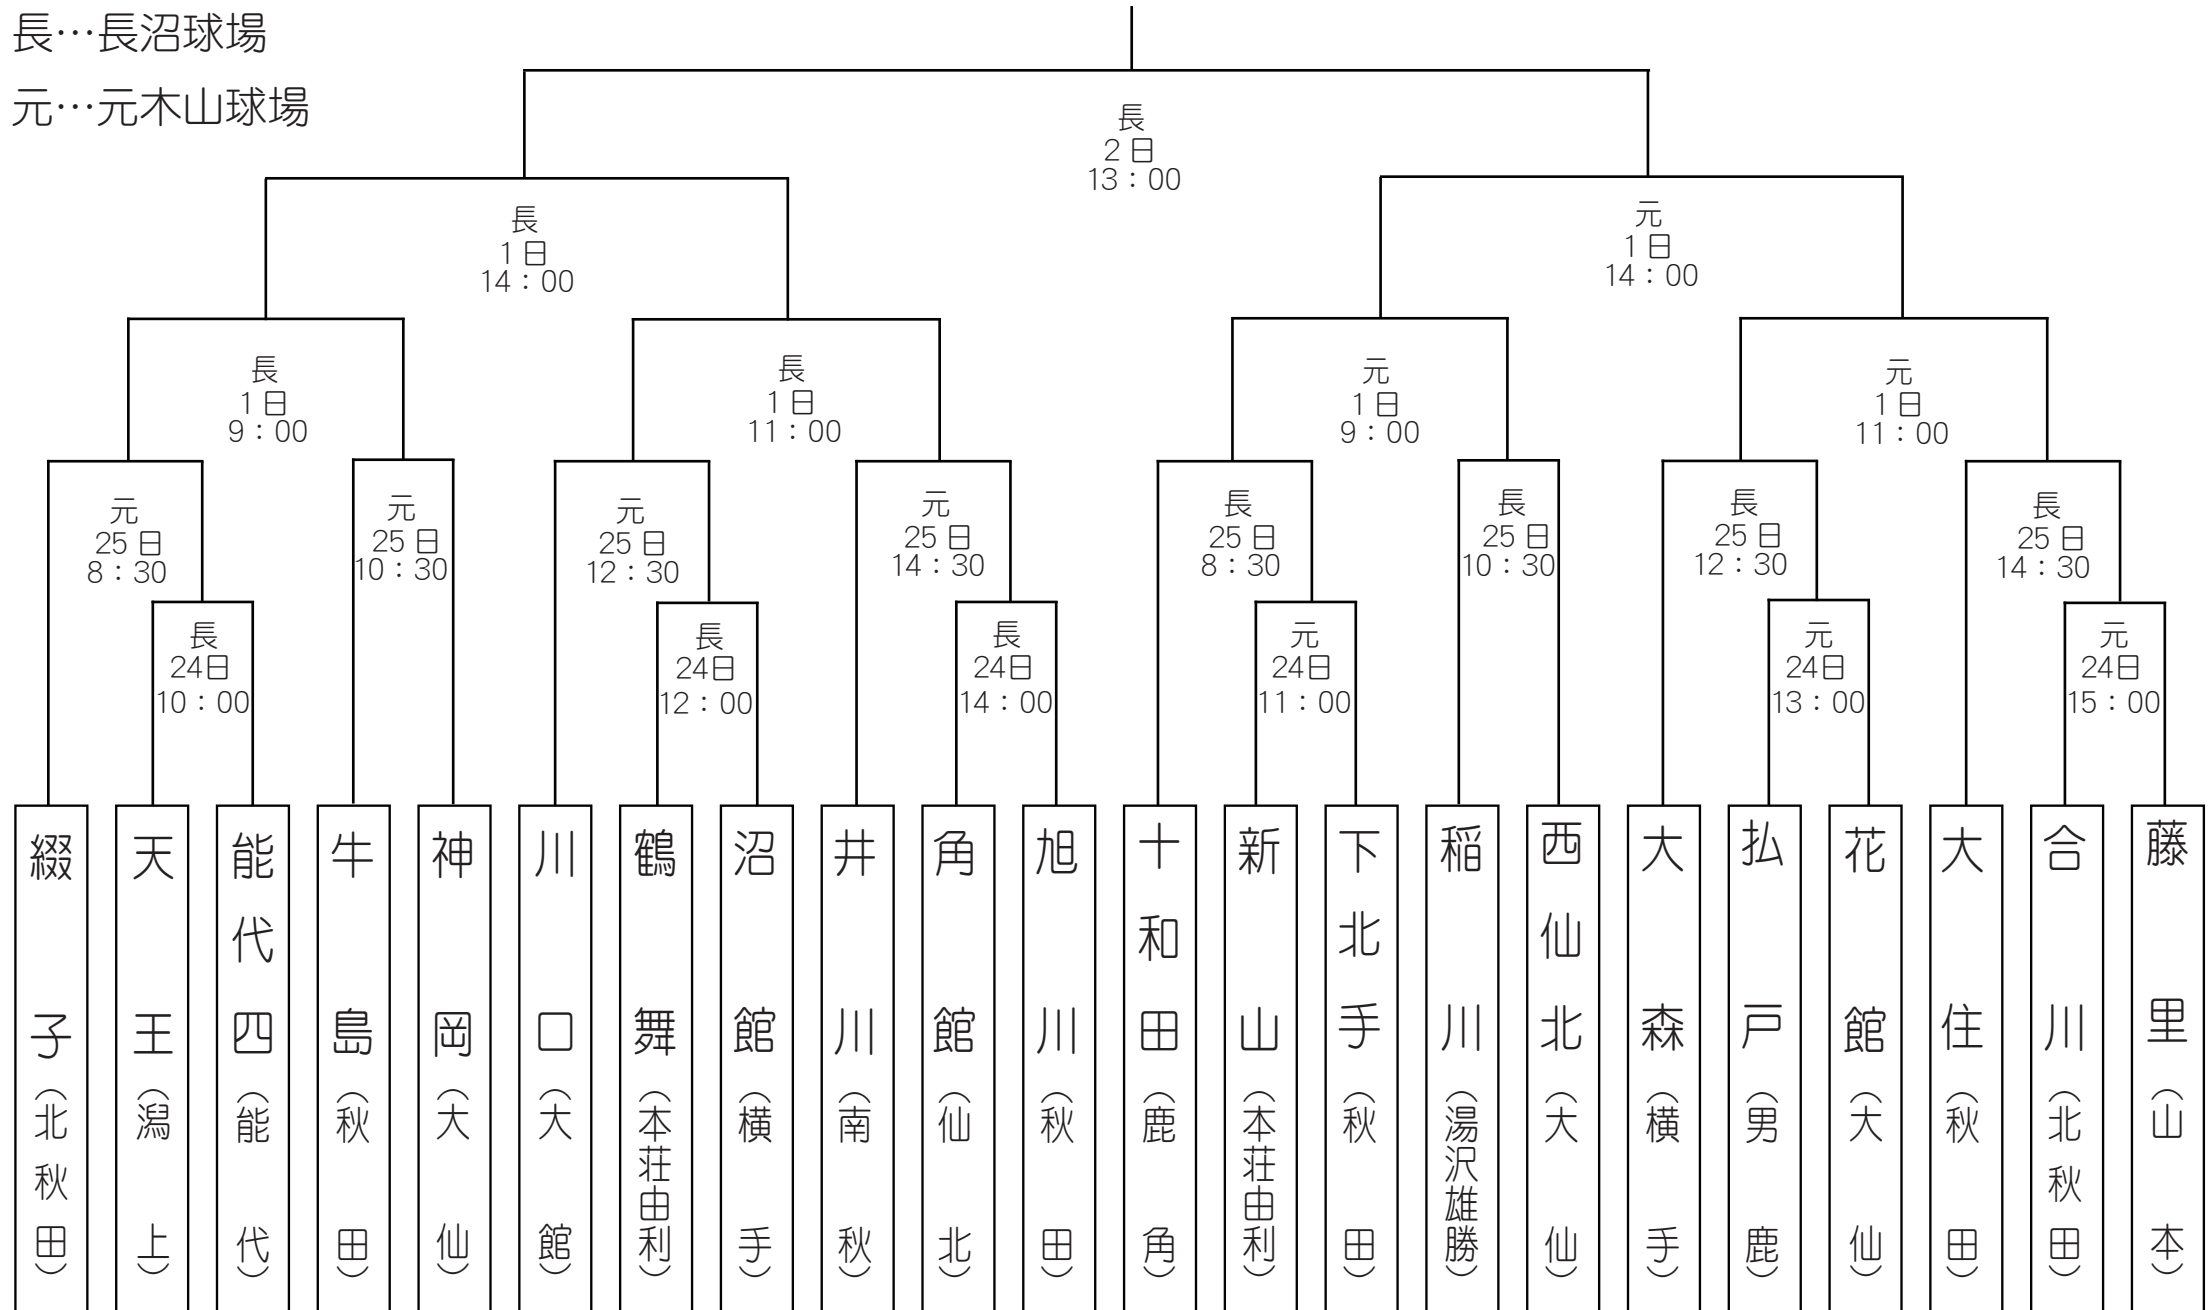 長…長沼球場
元…元木山球場
長
2日
13：00
長
1日
14：00
元
1日
14：00
長
1日
9：00
長
1日
11：00
元
1日
9：00
元
1日
11：00
元
25日
8：30
元
25日
10：30
元
25日
12：30
元
25日
14：30
長
25日
8：30
長
25日
10：30
長
25日
12：30
長
25日
14：30
長
24日
10：00
長
24日
12：00
長
24日
14：00
元
24日
11：00
元
24日
13：00
元
24日
15：00
綴子（北秋田）
天王（潟上）
能代四（能代）
牛島（秋田）
神岡（大仙）
川口（大館）
鶴舞（本荘由利）
沼館（横手）
井川（南秋）
角館（仙北）
旭川（秋田）
十和田（鹿角）
新山（本荘由利）
下北手（秋田）
稲川（湯沢雄勝）
西仙北（大仙）
大森（横手）
払戸（男鹿）
花館（大仙）
大住（秋田）
合川（北秋田）
藤里（山本）